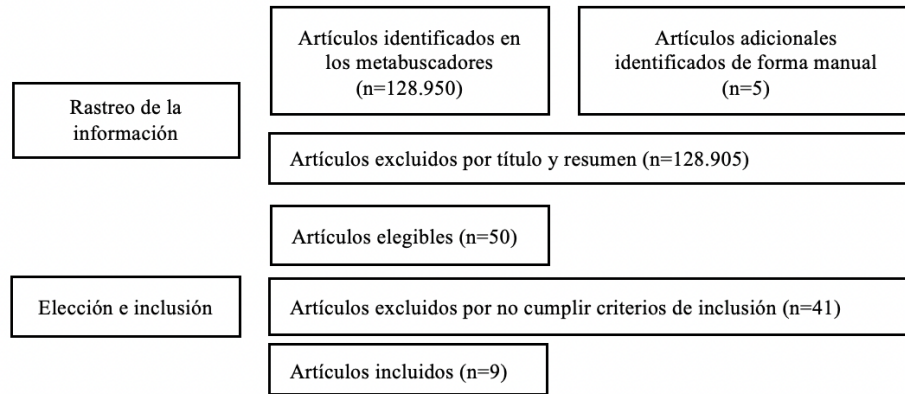 Artículos identificados en
los metabuscadores
(n=128.950)
Artículos adicionales
identificados de forma manual
(n=5)
Rastreo de la
información
Artículos excluidos por título y resumen (n=128.905)
Artículos elegibles (n=50)
Elección e inclusión
Artículos excluidos por no cumplir criterios de inclusión (n=41)
Artículos incluidos (n=9)